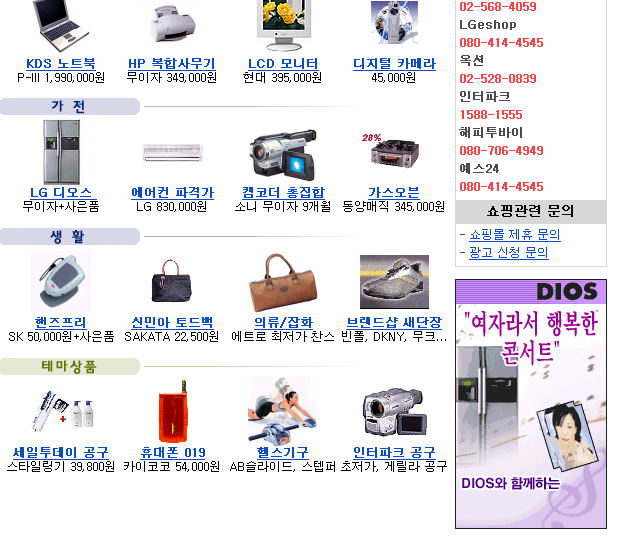 KDS 노트북
P-III 1,990,000원
HP 복합사무기
무이자 349,000원
LCD 모니터
현대 395,000원
디지털 카메라
45,000원
가 전
LG 디오스
무이자+사은품
에어컨 파격가
LG 830,000원
캠코더 총집합
소니 무이자 9개월
28%
가스오븐
동양매직 345,000원
생 활
핸즈프리
SK 50,000원+사은품
신민아 토드백
SAKATA 22,500원
의류/잡화
에트로 최저가 찬스
브랜드샵 새단장
빈폴, DKNY, 무크...
테마상품
세일투데이 공구
스타일링기 39,800원
휴대폰 019
카이코코 54,000원
헬스기구
AB슬라이드, 스텝퍼
인터파크 공구
초저가, 게릴라 공구
02-568-4059
LGeshop
080-414-4545
옥션
02-528-0839
인터파크
1588-1555
해피투바이
080-706-4949
예스24
080-414-4545
쇼핑관련 문의
- 쇼핑몰 제휴 문의
- 광고 신청 문의
DIOS
"여자라서 행복한
콘서트"
DIOS와 함께하는